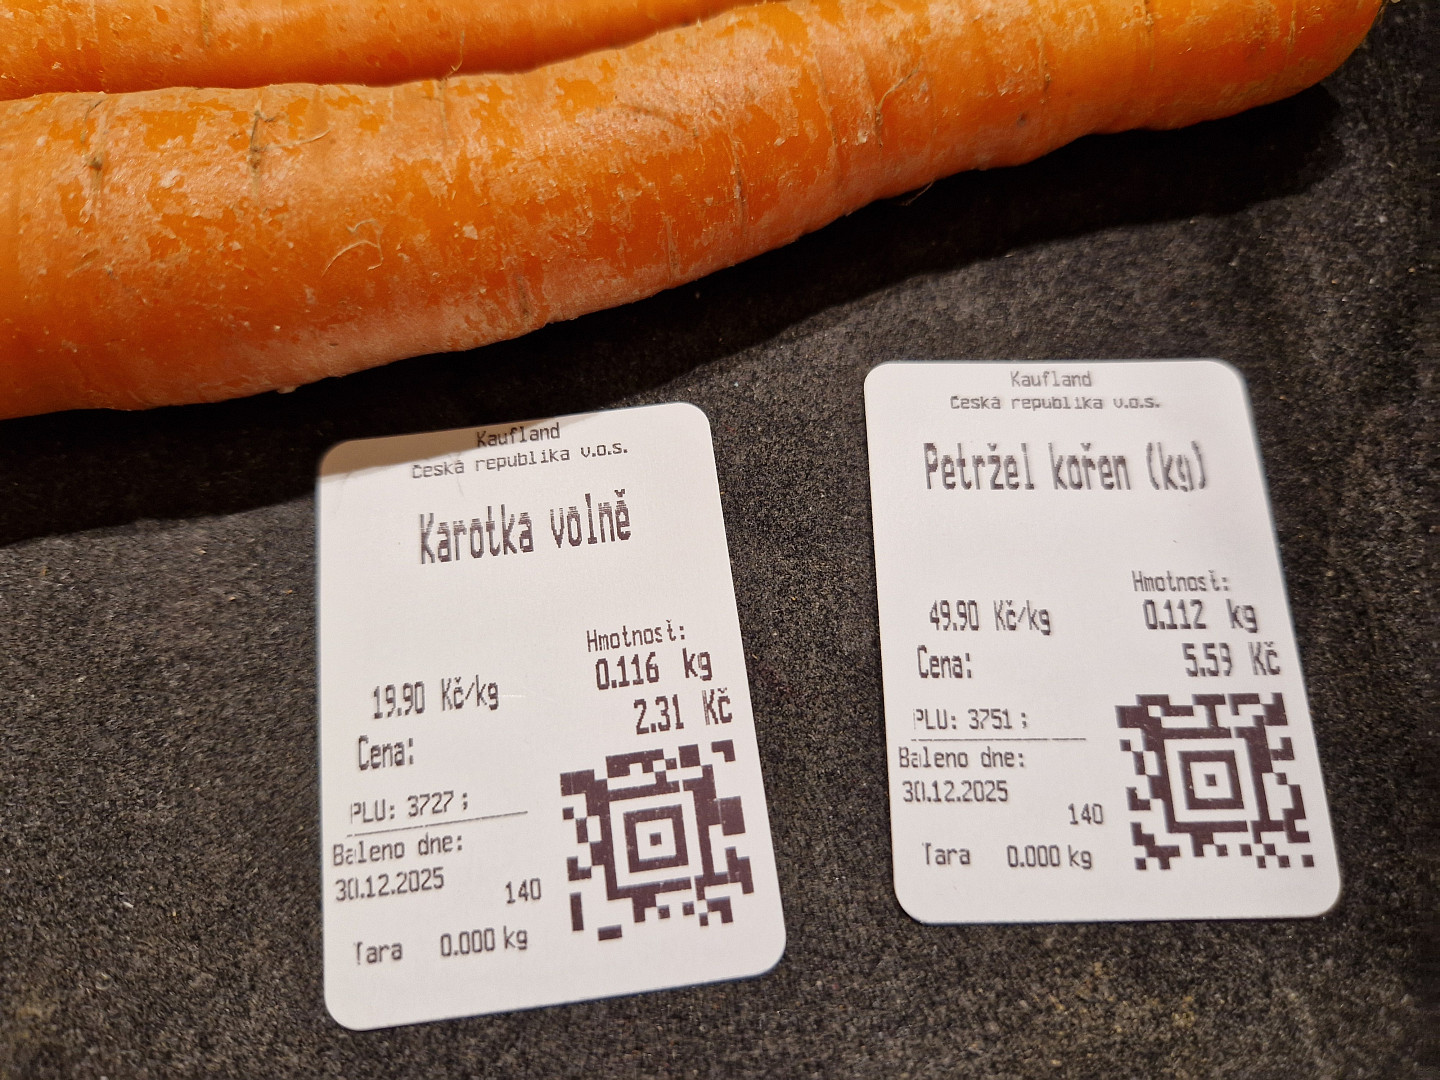 Kaufland
Česká republika v.o.s.
Karotka volně
Hmotnost:
19.90 Kč/kg 0.116 kg
Cena: 2.31 Kč
PLU: 3727 ;
Baleno dne:
30.12.2025 140
Tara 0.000 kg
Kaufland
Česká republika v.o.s.
Petržel kořen (kg)
Hmotnost:
49.90 Kč/kg 0.112 kg
Cena: 5.59 Kč
PLU: 3751 ;
Baleno dne:
30.12.2025
140
Tara 0.000 kg